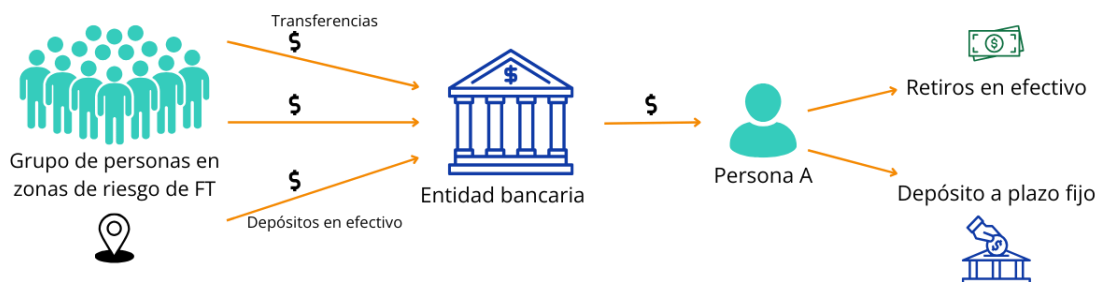 Transferencias
$
$
$
$
$
$
Grupo de personas en
zonas de riesgo de FT
Depósitos en efectivo
Entidad bancaria
Persona A
Retiros en efectivo
Depósito a plazo fijo
$